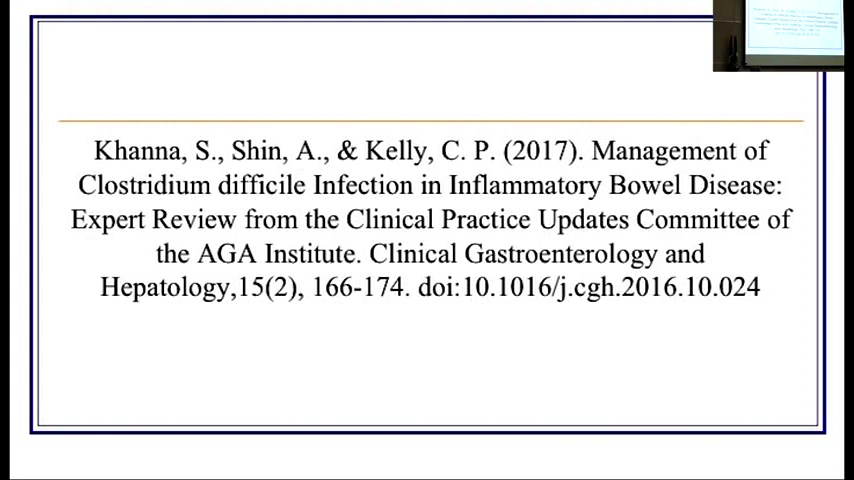 Khanna, S., Shin, A., & Kelly, C. P. (2017). Management of
Clostridium difficile Infection in Inflammatory Bowel Disease:
Expert Review from the Clinical Practice Updates Committee of
the AGA Institute. Clinical Gastroenterology and
Hepatology,15(2), 166-174. doi:10.1016/j.cgh.2016.10.024